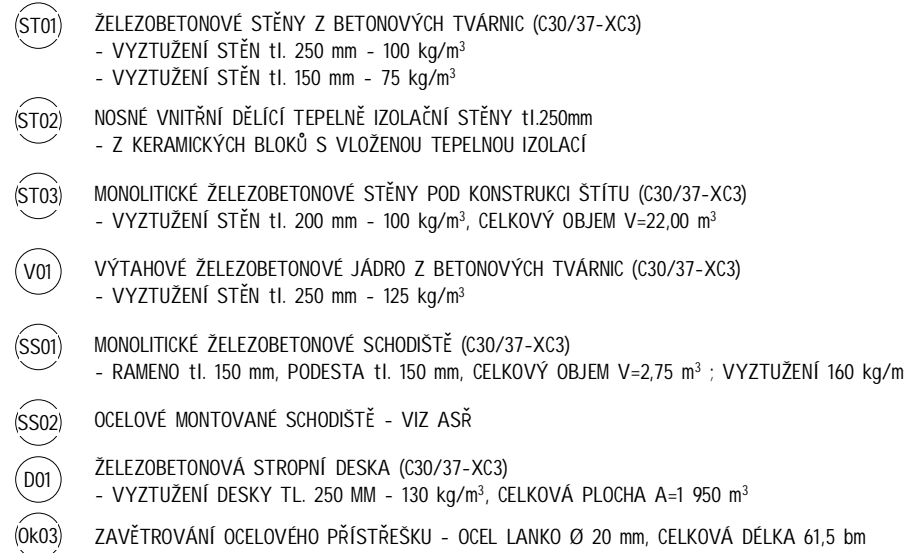 ST01 ŽELEZOBETONOVÉ STĚNY Z BETONOVÝCH TVÁRNIC (C30/37-XC3)
- VYZTUŽENÍ STĚN tl. 250 mm - 100 kg/m³
- VYZTUŽENÍ STĚN tl. 150 mm - 75 kg/m³
ST02 NOSNÉ VNITŘNÍ DĚLÍCÍ TEPELNĚ IZOLAČNÍ STĚNY tl.250mm
- Z KERAMICKÝCH BLOKŮ S VLOŽENOU TEPELNOU IZOLACÍ
ST03 MONOLITICKÉ ŽELEZOBETONOVÉ STĚNY POD KONSTRUKCI ŠTÍTU (C30/37-XC3)
- VYZTUŽENÍ STĚN tl. 200 mm - 100 kg/m³, CELKOVÝ OBJEM V=22,00 m³
V01 VÝTAHOVÉ ŽELEZOBETONOVÉ JÁDRO Z BETONOVÝCH TVÁRNIC (C30/37-XC3)
- VYZTUŽENÍ STĚN tl. 250 mm - 125 kg/m³
SS01 MONOLITICKÉ ŽELEZOBETONOVÉ SCHODIŠTĚ (C30/37-XC3)
- RAMENO tl. 150 mm, PODESTA tl. 150 mm, CELKOVÝ OBJEM V=2,75 m³ ; VYZTUŽENÍ 160 kg/m
SS02 OCELOVÉ MONTOVANÉ SCHODIŠTĚ - VIZ ASŘ
D01 ŽELEZOBETONOVÁ STROPNÍ DESKA (C30/37-XC3)
- VYZTUŽENÍ DESKY TL. 250 MM - 130 kg/m³, CELKOVÁ PLOCHA A=1 950 m³
Ok03 ZAVĚTROVÁNÍ OCELOVÉHO PŘÍSTŘEŠKU - OCEL LANKO Ø 20 mm, CELKOVÁ DÉLKA 61,5 bm